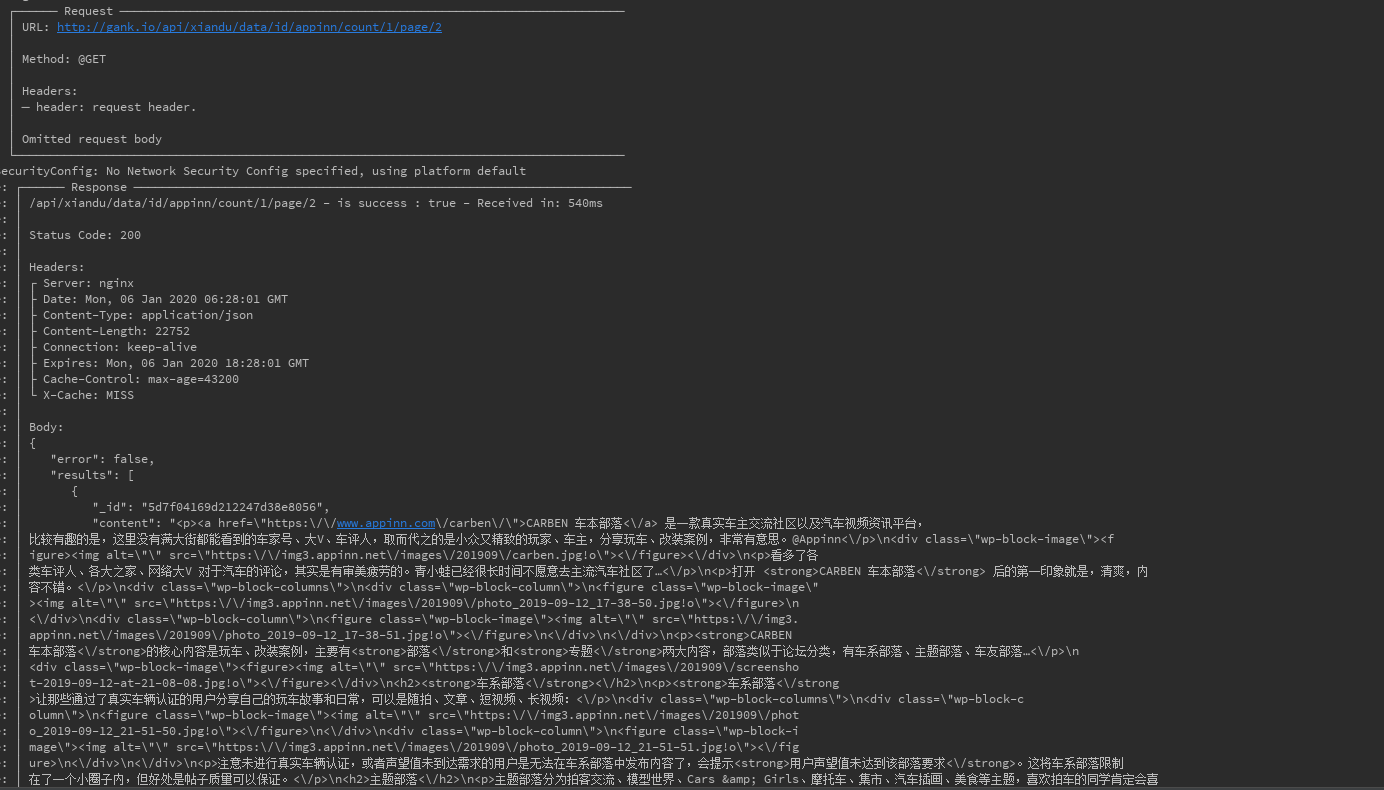 Request
URL: http://gank.io/api/xiandu/data/id/appinn/count/1/page/2
Method: @GET
Headers:
─ header: request header.
Omitted request body
ecurityConfig: No Network Security Config specified, using platform default
: Response
: /api/xiandu/data/id/appinn/count/1/page/2 - is success : true - Received in: 540ms
:
: Status Code: 200
:
: Headers:
: ┌ Server: nginx
: ├ Date: Mon, 06 Jan 2020 06:28:01 GMT
: ├ Content-Type: application/json
: ├ Content-Length: 22752
: ├ Connection: keep-alive
: ├ Expires: Mon, 06 Jan 2020 18:28:01 GMT
: ├ Cache-Control: max-age=43200
: └ X-Cache: MISS
:
: Body:
: {
: "error": false,
: "results": [
: {
: "_id": "5d7f04169d212247d38e8056",
: "content": "<p><a href=\"https:\/\/www.appinn.com\/carben\/\">CARBEN 车本部落<\/a> 是一款真实车主交流社区以及汽车视频资讯平台，
: 比较有趣的是，这里没有满大街都能看到的车家号、大V、车评人，取而代之的是小众又精致的玩家、车主，分享玩车、改装案例，非常有意思。@Appinn<\/p>\n<div class=\"wp-block-image\"><f
: igure><img alt=\"\" src=\"https:\/\/img3.appinn.net\/images\/201909\/carben.jpg!o\"><\/figure><\/div>\n<p>看多了各
: 类车评人、各大之家、网络大V 对于汽车的评论，其实是有审美疲劳的。青小蛙已经很长时间不愿意去主流汽车社区了…<\/p>\n<p>打开 <strong>CARBEN 车本部落<\/strong> 后的第一印象就是，清爽，内
: 容不错。<\/p>\n<div class=\"wp-block-columns\">\n<div class=\"wp-block-column\">\n<figure class=\"wp-block-image\"
: ><img alt=\"\" src=\"https:\/\/img3.appinn.net\/images\/201909\/photo_2019-09-12_17-38-50.jpg!o\"><\/figure>\n
: <\/div>\n<div class=\"wp-block-column\">\n<figure class=\"wp-block-image\"><img alt=\"\" src=\"https:\/\/img3.
: appinn.net\/images\/201909\/photo_2019-09-12_17-38-51.jpg!o\"><\/figure>\n<\/div>\n<\/div>\n<p><strong>CARBEN
: 车本部落<\/strong>的核心内容是玩车、改装案例，主要有<strong>部落<\/strong>和<strong>专题<\/strong>两大内容，部落类似于论坛分类，有车系部落、主题部落、车友部落…<\/p>\n
: <div class=\"wp-block-image\"><figure><img alt=\"\" src=\"https:\/\/img3.appinn.net\/images\/201909\/screensho
: t-2019-09-12-at-21-08-08.jpg!o\"><\/figure><\/div>\n<h2><strong>车系部落<\/strong><\/h2>\n<p><strong>车系部落<\/strong
: >让那些通过了真实车辆认证的用户分享自己的玩车故事和日常，可以是随拍、文章、短视频、长视频：<\/p>\n<div class=\"wp-block-columns\">\n<div class=\"wp-block-c
: olumn\">\n<figure class=\"wp-block-image\"><img alt=\"\" src=\"https:\/\/img3.appinn.net\/images\/201909\/phot
: o_2019-09-12_21-51-50.jpg!o\"><\/figure>\n<\/div>\n<div class=\"wp-block-column\">\n<figure class=\"wp-block-i
: mage\"><img alt=\"\" src=\"https:\/\/img3.appinn.net\/images\/201909\/photo_2019-09-12_21-51-51.jpg!o\"><\/fig
: ure>\n<\/div>\n<\/div>\n<p>注意未进行真实车辆认证，或者声望值未到达需求的用户是无法在车系部落中发布内容了，会提示<strong>用户声望值未达到该部落要求<\/strong>。这将车系部落限制
: 在了一个小圈子内，但好处是帖子质量可以保证。<\/p>\n<h2>主题部落<\/h2>\n<p>主题部落分为拍客交流、模型世界、Cars &amp; Girls、摩托车、集市、汽车插画、美食等主题，喜欢拍车的同学肯定会喜